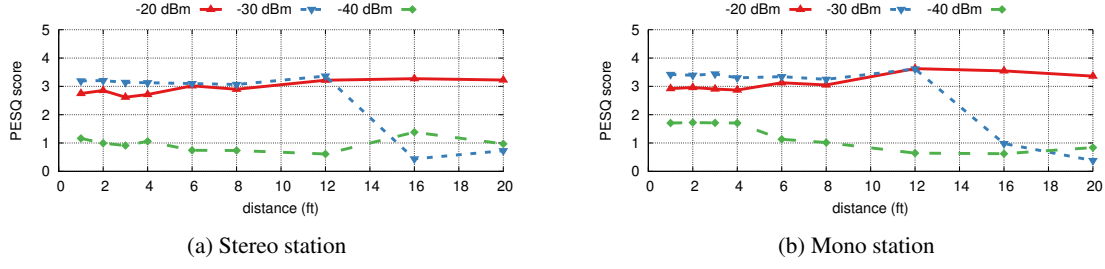 -20 dBm -30 dBm -40 dBm
5
4
3
2
1
0
PESQ score
0 2 4 6 8 10 12 14 16 18 20
distance (ft)
(a) Stereo station
-20 dBm -30 dBm -40 dBm
5
4
3
2
1
0
PESQ score
0 2 4 6 8 10 12 14 16 18 20
distance (ft)
(b) Mono station